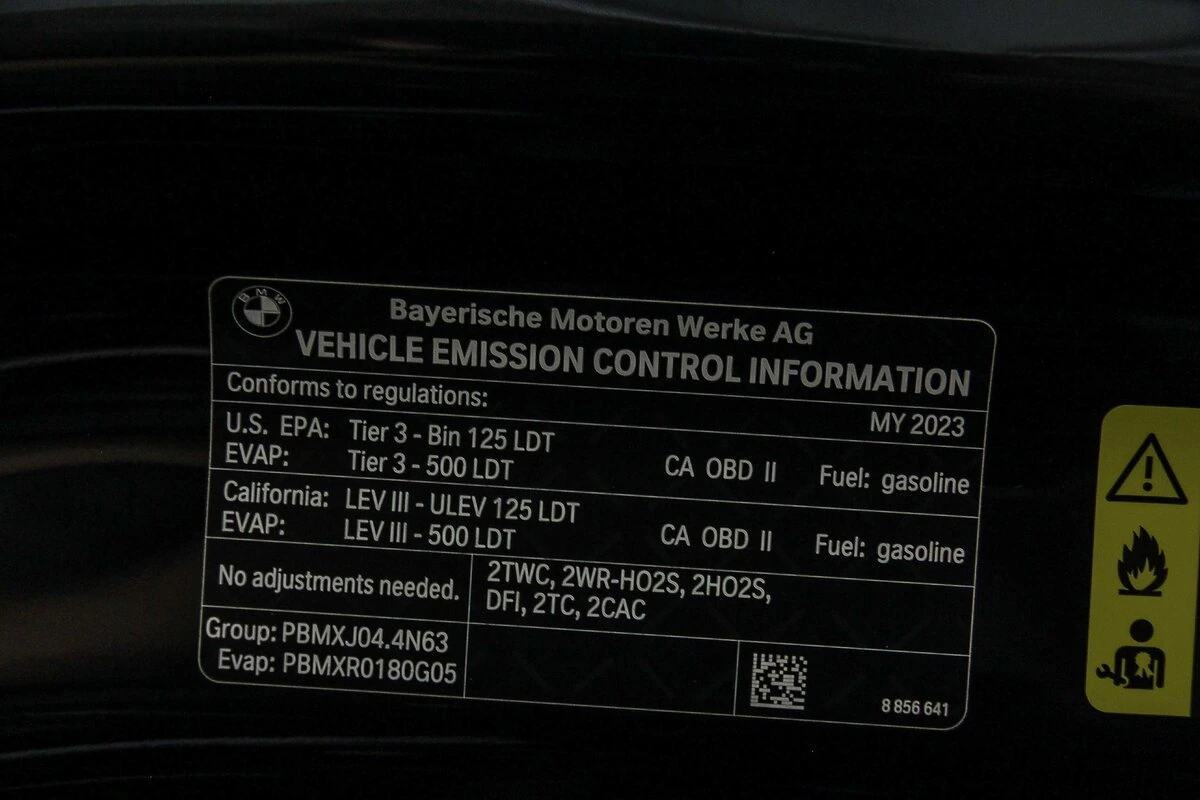 BMW
Bayerische Motoren Werke AG
VEHICLE EMISSION CONTROL INFORMATION
Conforms to regulations:
MY 2023
U.S. EPA: Tier 3 - Bin 125 LDT
EVAP: Tier 3 - 500 LDT
CA OBD II Fuel: gasoline
California: LEV III - ULEV 125 LDT
EVAP: LEV III - 500 LDT
CA OBD II Fuel: gasoline
No adjustments needed.
2TWC, 2WR-HO2S, 2HO2S,
DFI, 2TC, 2CAC
Group: PBMXJ04.4N63
Evap: PBMXR0180G05
8 856 641